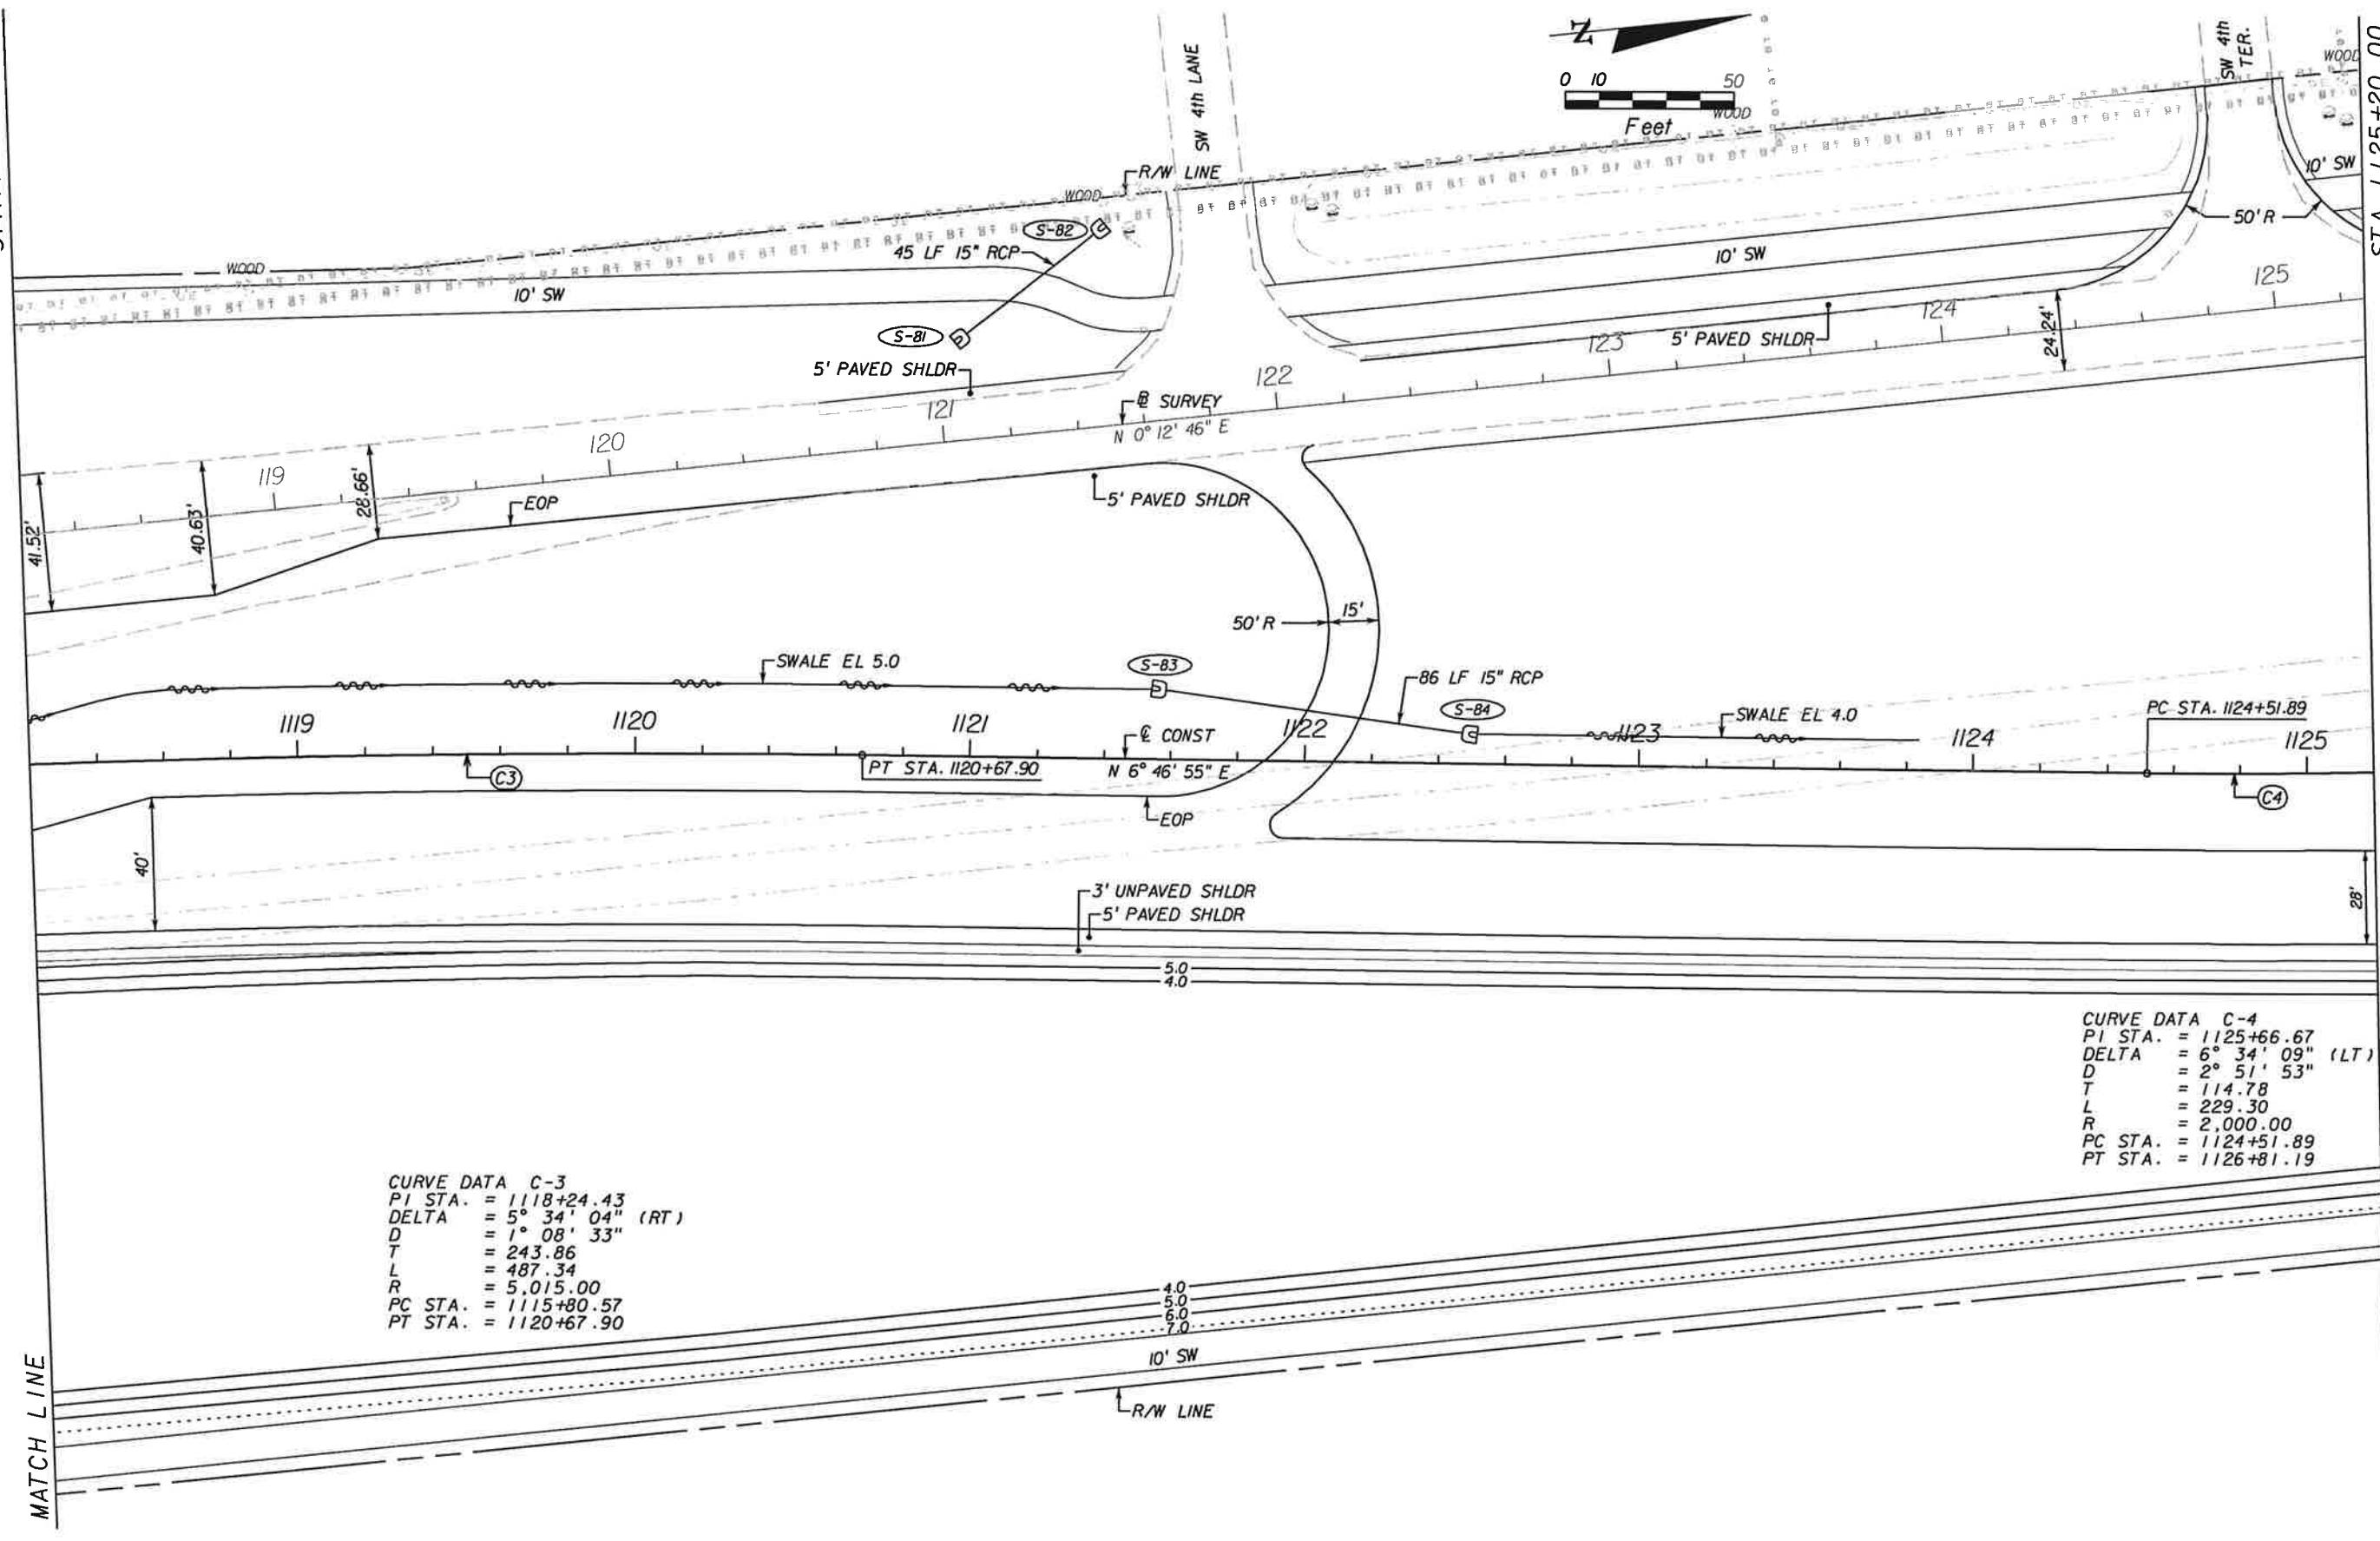 SW 4th LANE
N
0 10 50
Feet
WOOD
SW 4th
TER.
WOOD
STA. 1125+20.00
R/W LINE
WOOD
S-82
45 LF 15" RCP
10' SW
50' R
WOOD
10' SW
10' SW
S-81
5' PAVED SHLDR
5' PAVED SHLDR
24.24'
119
120
121
122
123
124
125
B SURVEY
N 0° 12' 46" E
41.52'
40.63'
28.66'
EOP
5' PAVED SHLDR
50' R
15'
SWALE EL 5.0
S-83
86 LF 15" RCP
S-84
SWALE EL 4.0
PC STA. 1124+51.89
1119
1120
1121
1122
1123
1124
1125
℄ CONST
N 6° 46' 55" E
C3
PT STA. 1120+67.90
C4
EOP
40'
28'
3' UNPAVED SHLDR
5' PAVED SHLDR
5.0
4.0
CURVE DATA C-4
PI STA. = 1125+66.67
DELTA = 6° 34' 09" (LT)
D = 2° 51' 53"
T = 114.78
L = 229.30
R = 2,000.00
PC STA. = 1124+51.89
PT STA. = 1126+81.19
CURVE DATA C-3
PI STA. = 1118+24.43
DELTA = 5° 34' 04" (RT)
D = 1° 08' 33"
T = 243.86
L = 487.34
R = 5,015.00
PC STA. = 1115+80.57
PT STA. = 1120+67.90
4.0
5.0
6.0
7.0
10' SW
R/W LINE
MATCH LINE